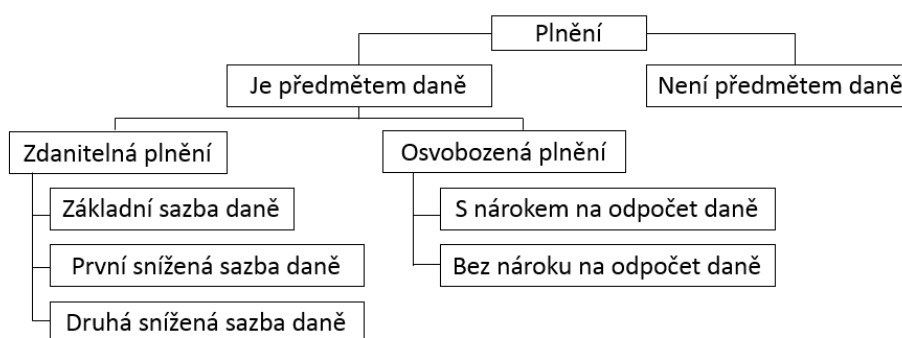 Plnění
Je předmětem daně
Není předmětem daně
Zdanitelná plnění
Osvobozená plnění
Základní sazba daně
První snížená sazba daně
Druhá snížená sazba daně
S nárokem na odpočet daně
Bez nároku na odpočet daně